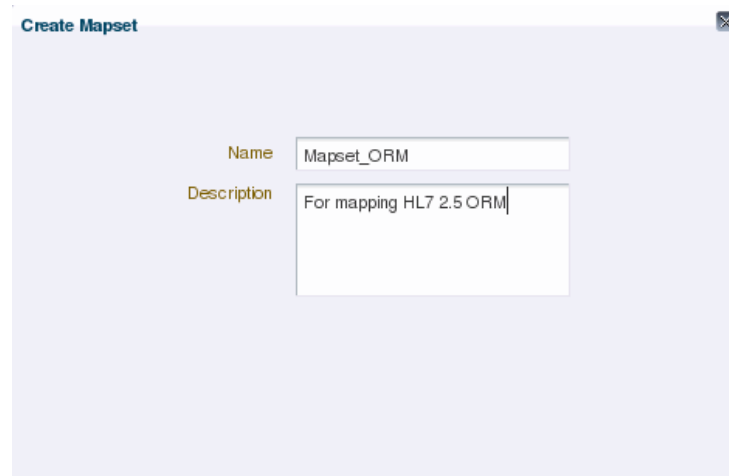 Create Mapset
Name
Mapset_ORM
Description
For mapping HL7 2.5 ORM